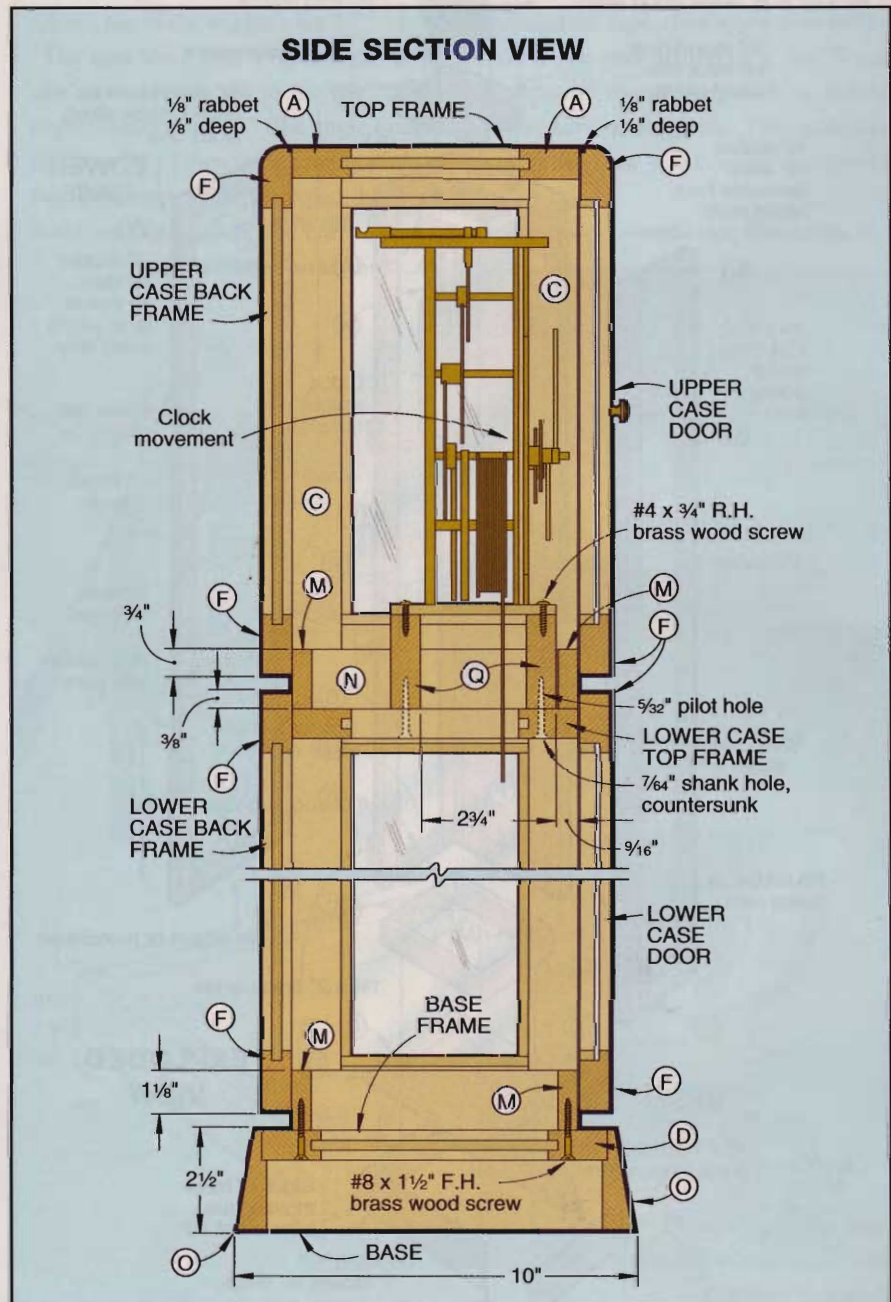 SIDE SECTION VIEW
⅛" rabbet
⅛" deep
A
TOP FRAME
A
⅛" rabbet
⅛" deep
F
F
UPPER
CASE BACK
FRAME
C
UPPER
CASE
DOOR
Clock
movement
C
#4 x ¾" R.H.
brass wood screw
M
M
F
F
¾"
N
Q
5/32" pilot hole
⅜"
LOWER CASE
TOP FRAME
F
7/64" shank hole,
countersunk
LOWER
CASE BACK
FRAME
2¾"
9/16"
LOWER
CASE
DOOR
BASE
FRAME
F
M
M
F
1⅛"
D
2½"
#8 x 1½" F.H.
brass wood screw
O
O
BASE
10"